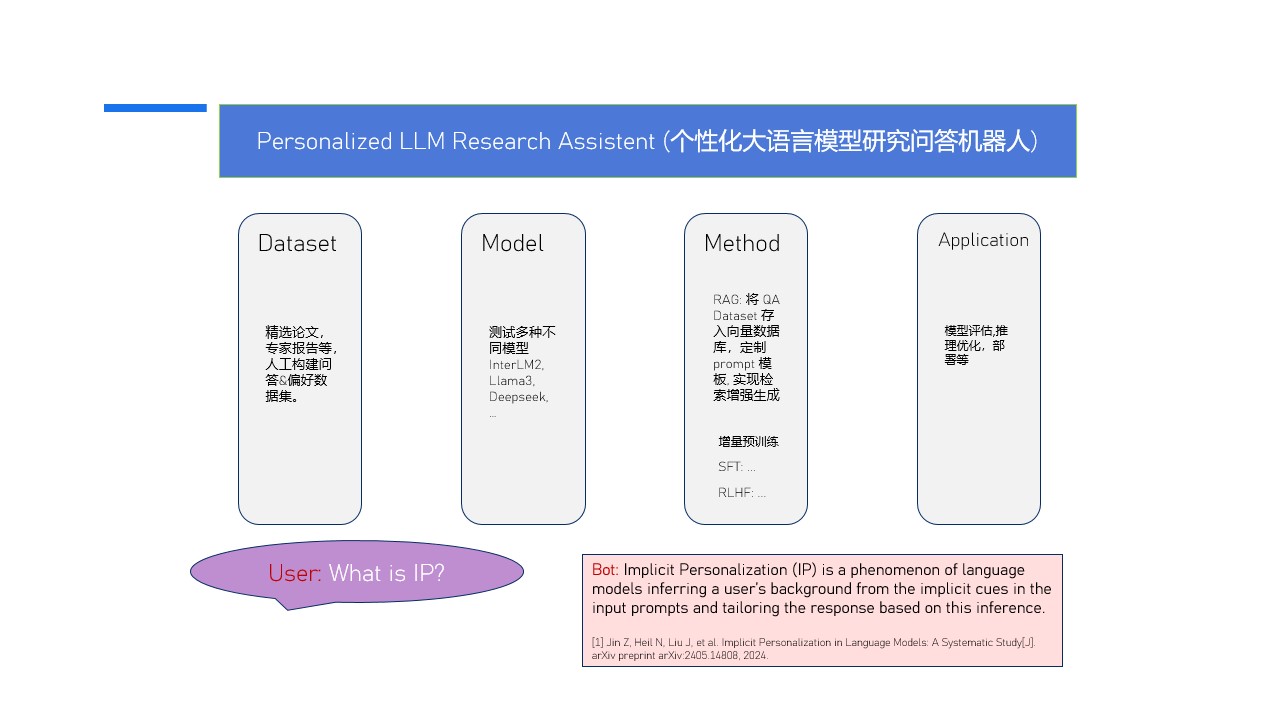 Personalized LLM Research Assistent (个性化大语言模型研究问答机器人)
Dataset
精选论文，
专家报告等，
人工构建问
答&偏好数
据集。
Model
测试多种不
同模型
InterLM2,
Llama3,
Deepseek,
...
Method
RAG: 将 QA
Dataset 存
入向量数据
库，定制
prompt 模
板, 实现检
索增强生成
增量预训练
SFT: ...
RLHF: ...
Application
模型评估,推
理优化，部
署等
User: What is IP?
Bot: Implicit Personalization (IP) is a phenomenon of language
models inferring a user's background from the implicit cues in the
input prompts and tailoring the response based on this inference.
[1] Jin Z, Heil N, Liu J, et al. Implicit Personalization in Language Models: A Systematic Study[J].
arXiv preprint arXiv:2405.14808, 2024.